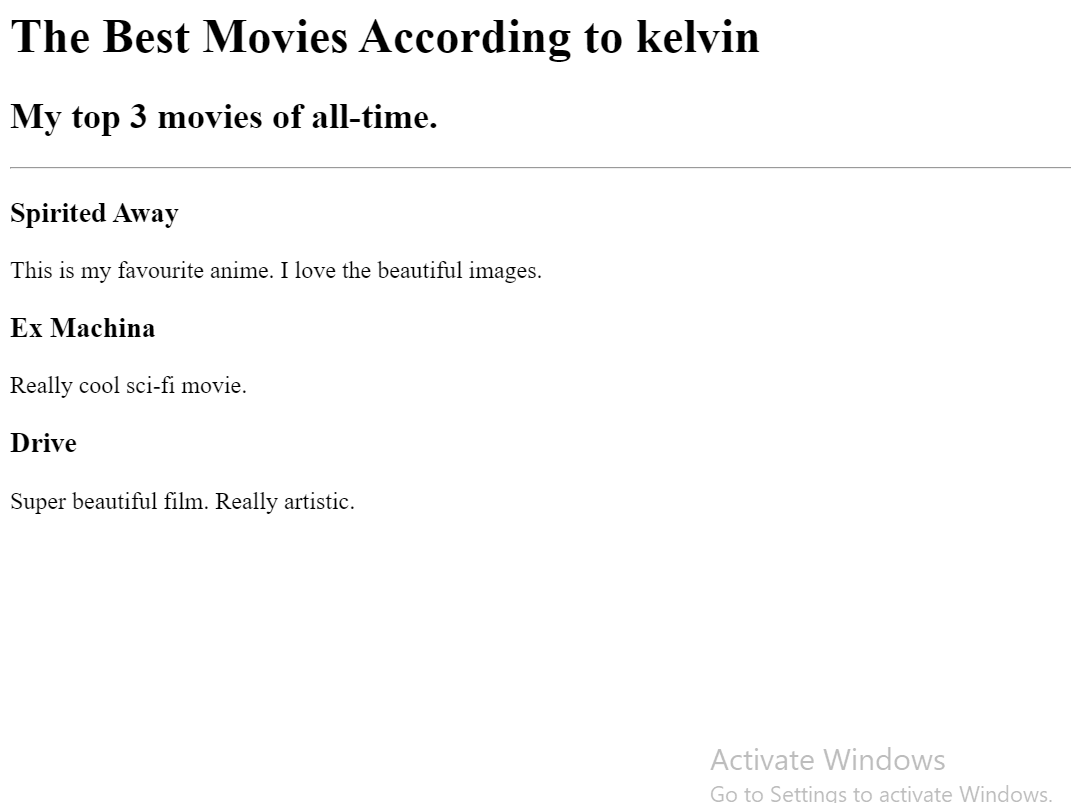 The Best Movies According to kelvin
My top 3 movies of all-time.
Spirited Away
This is my favourite anime. I love the beautiful images.
Ex Machina
Really cool sci-fi movie.
Drive
Super beautiful film. Really artistic.
Activate Windows
Go to Settings to activate Windows.